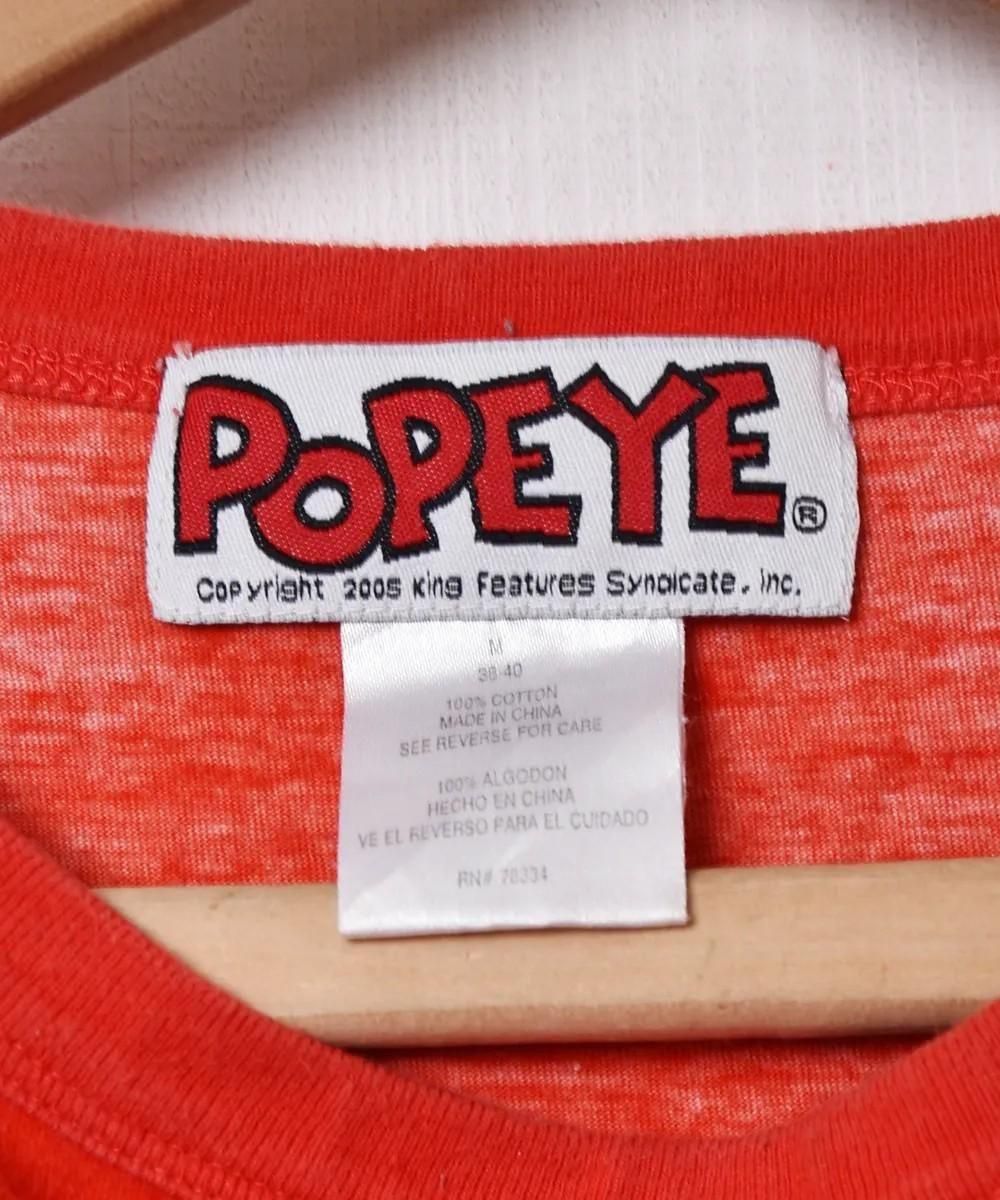 POPEYE®
Copyright 2005 King Features Syndicate, Inc.
M
38-40
100% COTTON
MADE IN CHINA
SEE REVERSE FOR CARE
100% ALGODON
HECHO EN CHINA
VE EL REVERSO PARA EL CUIDADO
RN# 78334